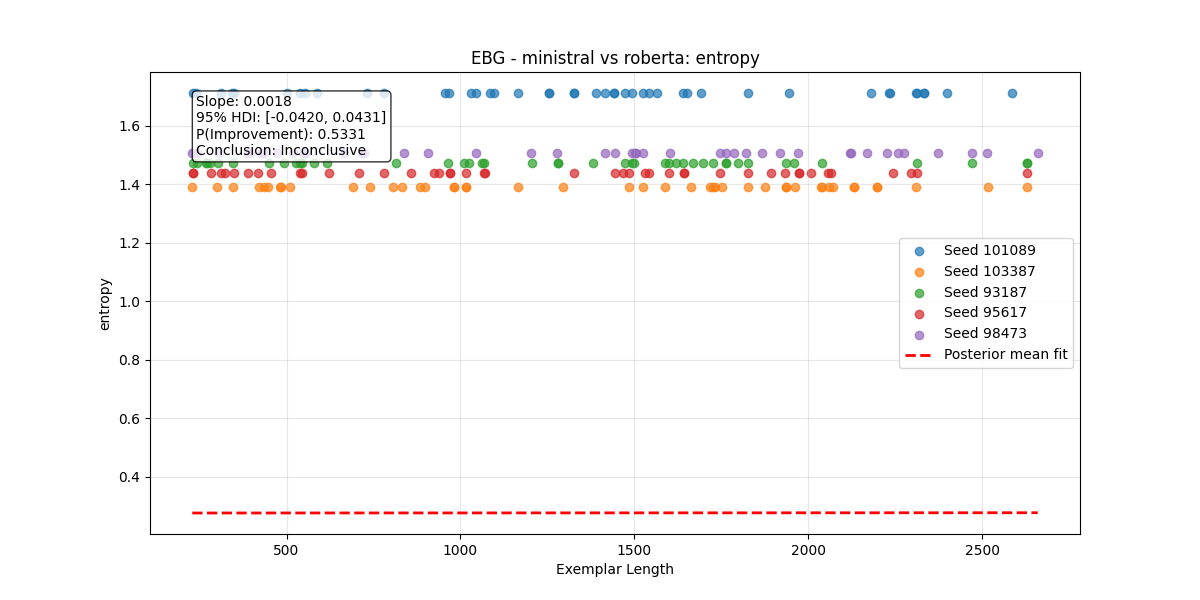 EBG - ministral vs roberta: entropy
Slope: 0.0018
95% HDI: [-0.0420, 0.0431]
P(Improvement): 0.5331
Conclusion: Inconclusive
1.6
1.4
1.2
1.0
0.8
0.6
0.4
entropy
Seed 101089
Seed 103387
Seed 93187
Seed 95617
Seed 98473
Posterior mean fit
500
1000
1500
2000
2500
Exemplar Length